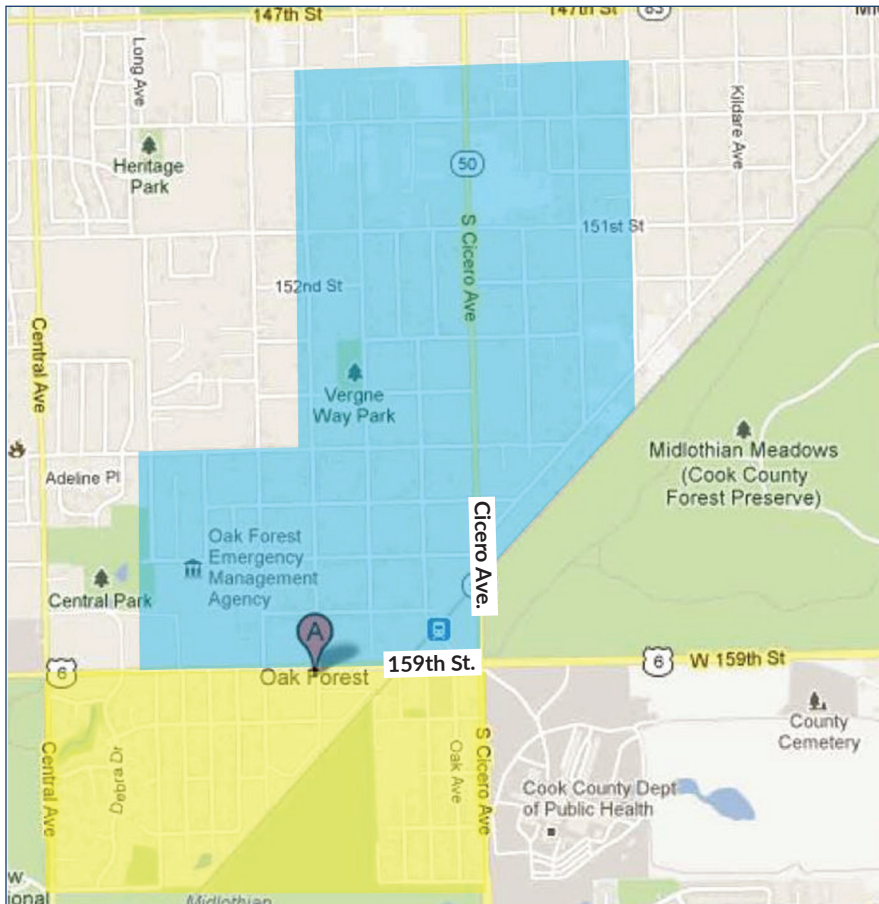 147th St
147th St
83
Long Ave
Kildare Ave
Heritage
Park
50
S Cicero Ave
151st St
152nd St
Central Ave
Vergne
Way Park
Midlothian Meadows
(Cook County
Forest Preserve)
Adeline Pl
Oak Forest
Emergency
Management
Agency
Cicero Ave.
Central Park
A
159th St.
6
6
W 159th St
Oak Forest
County
Cemetery
Central Ave
Debra Dr
Oak Ave
S Cicero Ave
Cook County Dept
of Public Health
Midlothian